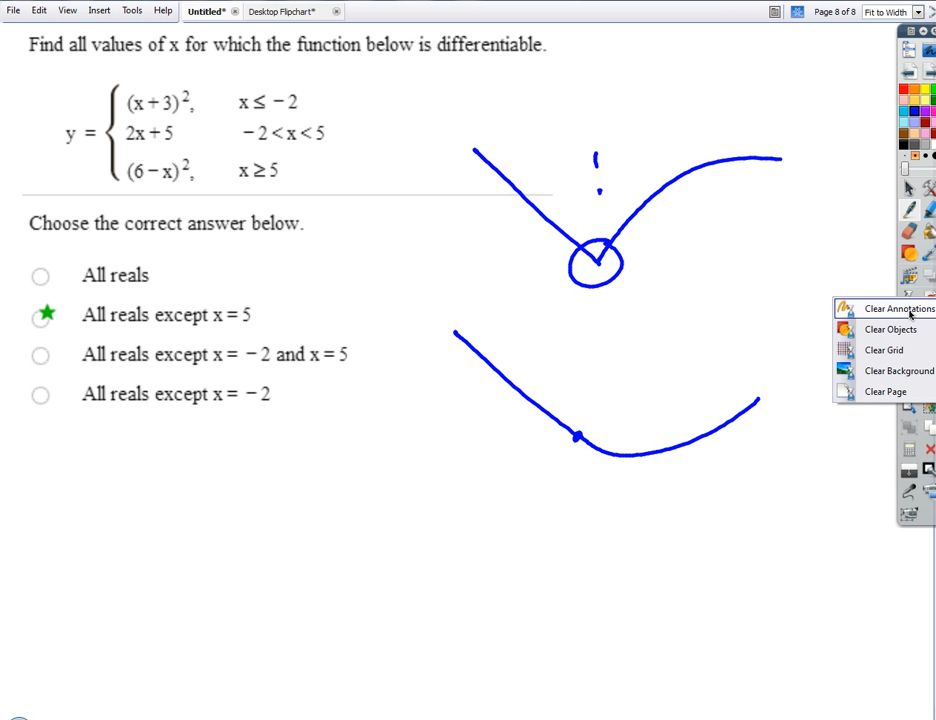 File Edit View Insert Tools Help Untitled* Desktop Flipchart* Page 8 of 8 Fit to Width
Find all values of x for which the function below is differentiable.
y = { (x + 3)², x ≤ −2
2x + 5 −2 < x < 5
(6 − x)², x ≥ 5
Choose the correct answer below.
All reals
All reals except x = 5
All reals except x = −2 and x = 5
All reals except x = −2
Clear Annotations
Clear Objects
Clear Grid
Clear Background
Clear Page